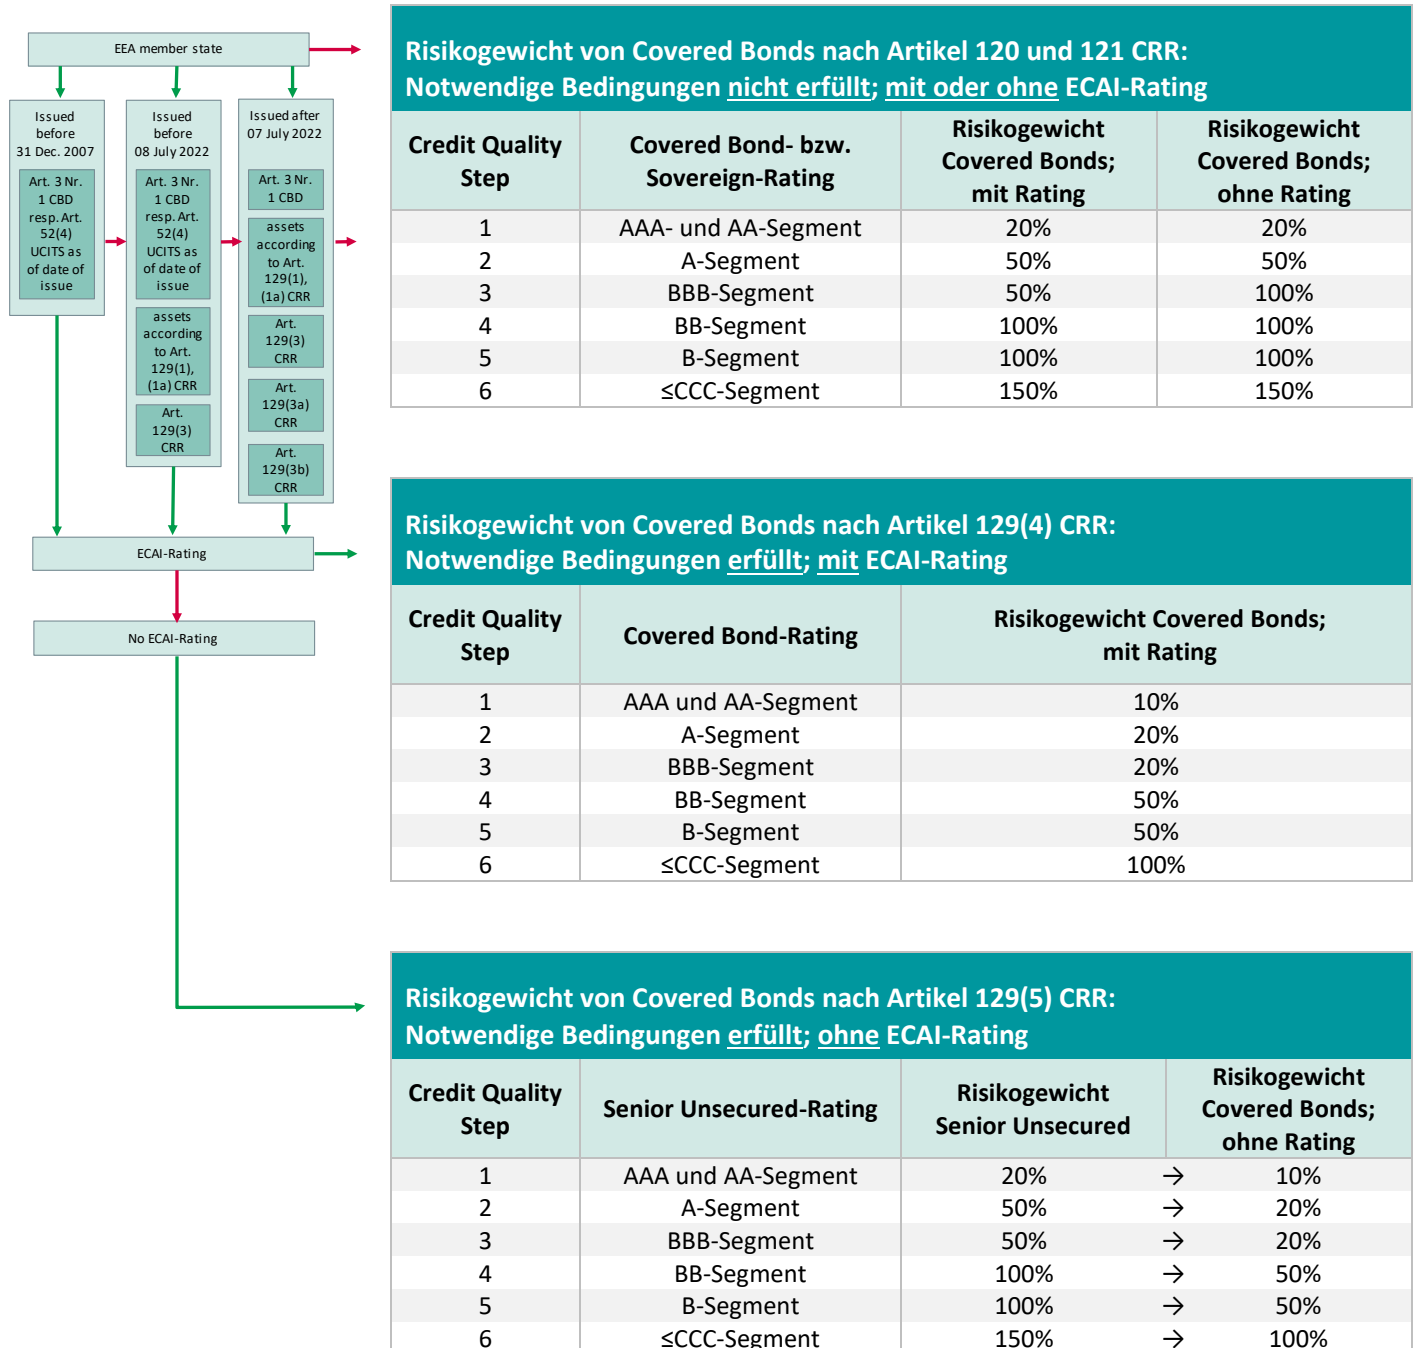 EEA member state
Issued
before
31 Dec. 2007
Art. 3 Nr.
1 CBD
resp. Art.
52(4)
UCITS as
of date of
issue
Issued
before
08 July 2022
Art. 3 Nr.
1 CBD
resp. Art.
52(4)
UCITS as
of date of
issue
assets
according
to Art.
129(1),
(1a) CRR
Art.
129(3)
CRR
Issued after
07 July 2022
Art. 3 Nr.
1 CBD
assets
according
to Art.
129(1),
(1a) CRR
Art.
129(3)
CRR
Art.
129(3a)
CRR
Art.
129(3b)
CRR
ECAI-Rating
No ECAI-Rating
Risikogewicht von Covered Bonds nach Artikel 120 und 121 CRR:
Notwendige Bedingungen nicht erfüllt; mit oder ohne ECAI-Rating
Credit Quality
Step
Covered Bond- bzw.
Sovereign-Rating
Risikogewicht
Covered Bonds;
mit Rating
Risikogewicht
Covered Bonds;
ohne Rating
1 AAA- und AA-Segment 20% 20%
2 A-Segment 50% 50%
3 BBB-Segment 50% 100%
4 BB-Segment 100% 100%
5 B-Segment 100% 100%
6 ≤CCC-Segment 150% 150%
Risikogewicht von Covered Bonds nach Artikel 129(4) CRR:
Notwendige Bedingungen erfüllt; mit ECAI-Rating
Credit Quality
Step
Covered Bond-Rating
Risikogewicht Covered Bonds;
mit Rating
1 AAA und AA-Segment 10%
2 A-Segment 20%
3 BBB-Segment 20%
4 BB-Segment 50%
5 B-Segment 50%
6 ≤CCC-Segment 100%
Risikogewicht von Covered Bonds nach Artikel 129(5) CRR:
Notwendige Bedingungen erfüllt; ohne ECAI-Rating
Credit Quality
Step
Senior Unsecured-Rating
Risikogewicht
Senior Unsecured
Risikogewicht
Covered Bonds;
ohne Rating
1 AAA und AA-Segment 20% → 10%
2 A-Segment 50% → 20%
3 BBB-Segment 50% → 20%
4 BB-Segment 100% → 50%
5 B-Segment 100% → 50%
6 ≤CCC-Segment 150% → 100%